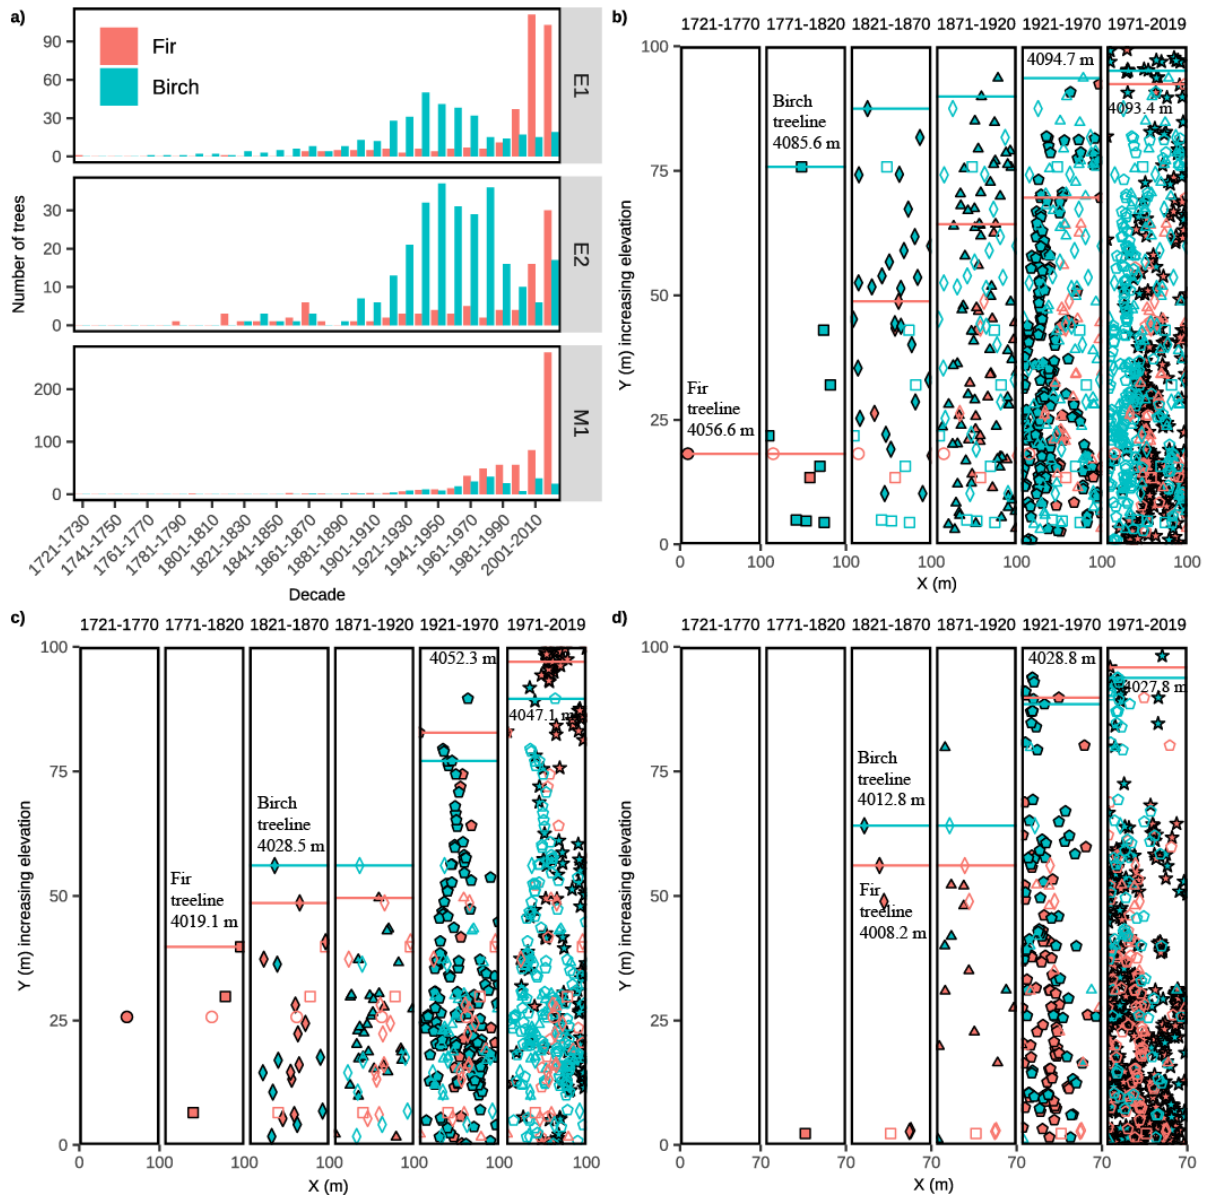 a)
Fir
Birch
90
60
30
0
E1
30
20
10
0
E2
200
100
0
M1
Number of trees
1721-1730
1741-1750
1761-1770
1781-1790
1801-1810
1821-1830
1841-1850
1861-1870
1881-1890
1901-1910
1921-1930
1941-1950
1961-1970
1981-1990
2001-2010
Decade
b)
1721-1770 1771-1820 1821-1870 1871-1920 1921-1970 1971-2019
100
75
50
25
0
Y (m) increasing elevation
Fir
treeline
4056.6 m
Birch
treeline
4085.6 m
4094.7 m
4093.4 m
0 100 100 100 100 100 100
X (m)
c)
1721-1770 1771-1820 1821-1870 1871-1920 1921-1970 1971-2019
100
75
50
25
0
Y (m) increasing elevation
Fir
treeline
4019.1 m
Birch
treeline
4028.5 m
4052.3 m
4047.1 m
0 100 100 100 100 100 100
X (m)
d)
1721-1770 1771-1820 1821-1870 1871-1920 1921-1970 1971-2019
100
75
50
25
0
Y (m) increasing elevation
Birch
treeline
4012.8 m
Fir
treeline
4008.2 m
4028.8 m
4027.8 m
0 70 70 70 70 70 70
X (m)